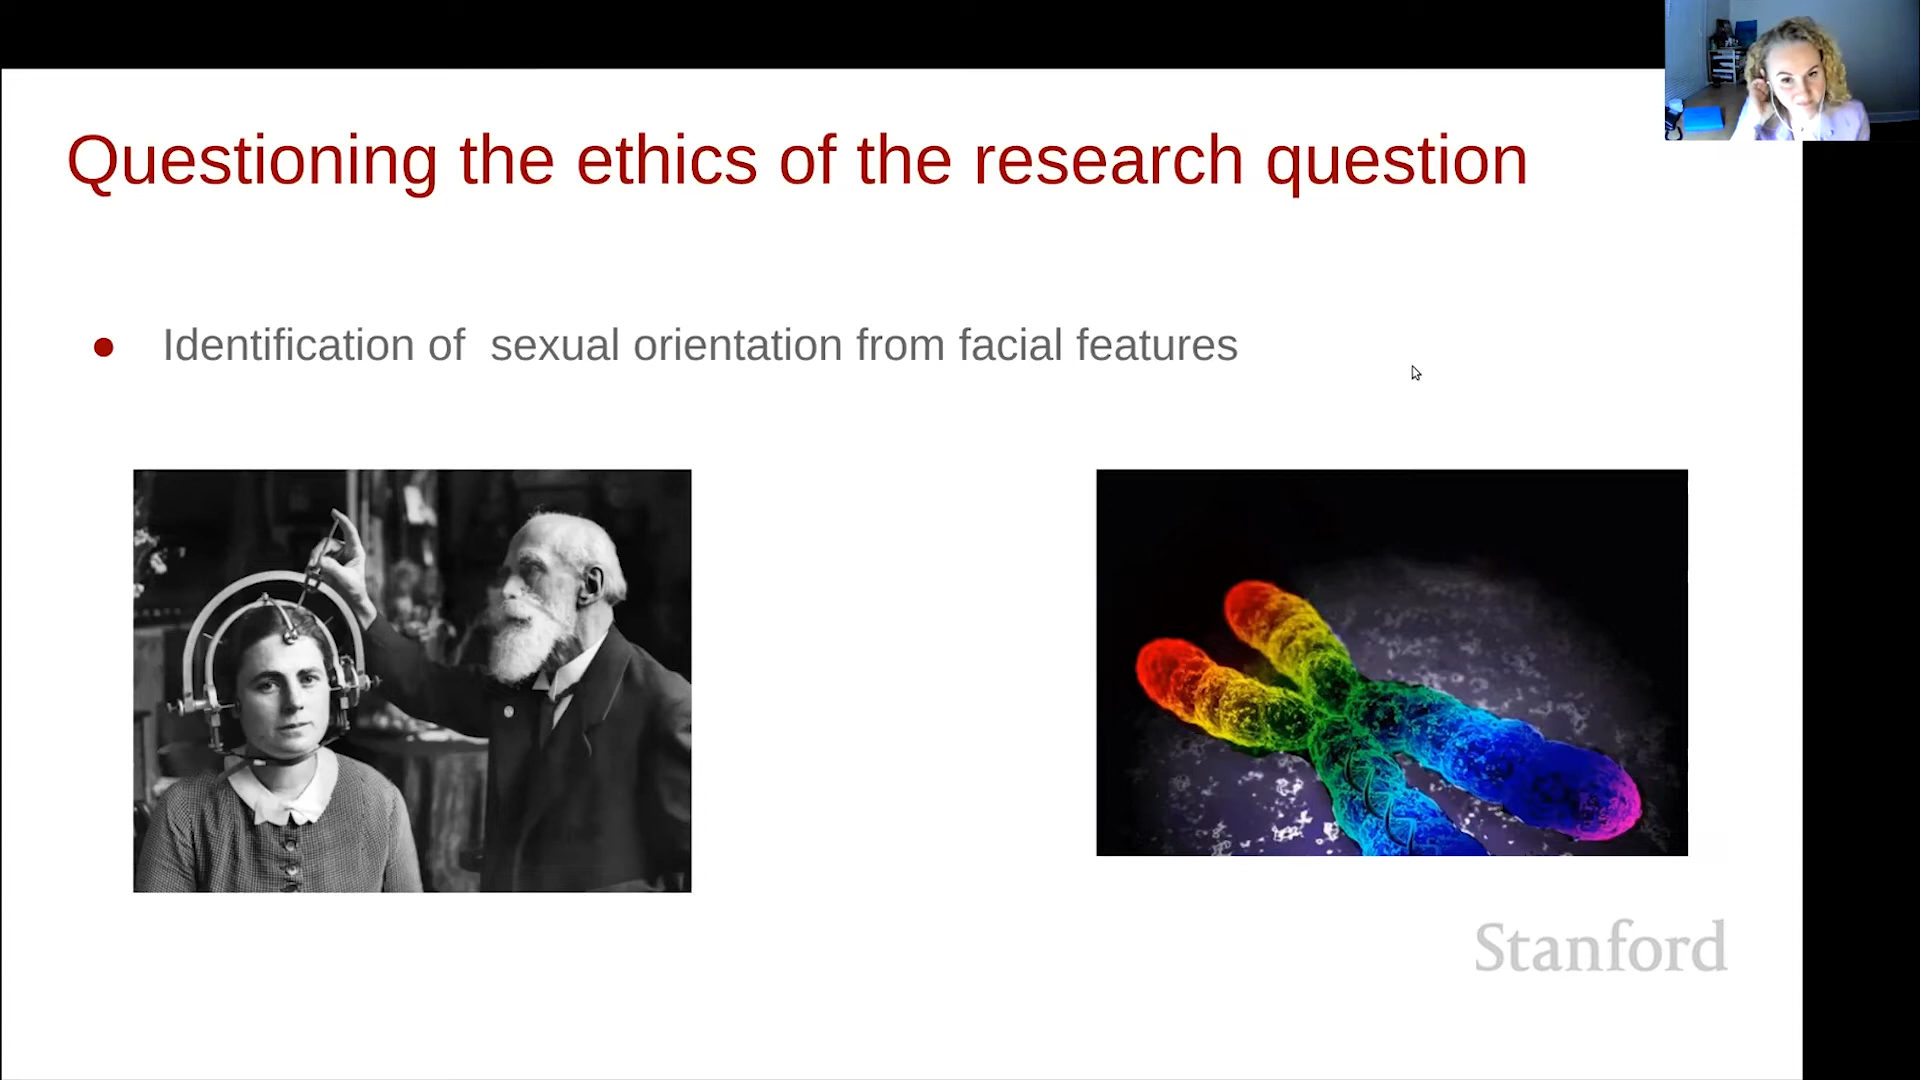 Questioning the ethics of the research question
● Identification of  sexual orientation from facial features
Stanford